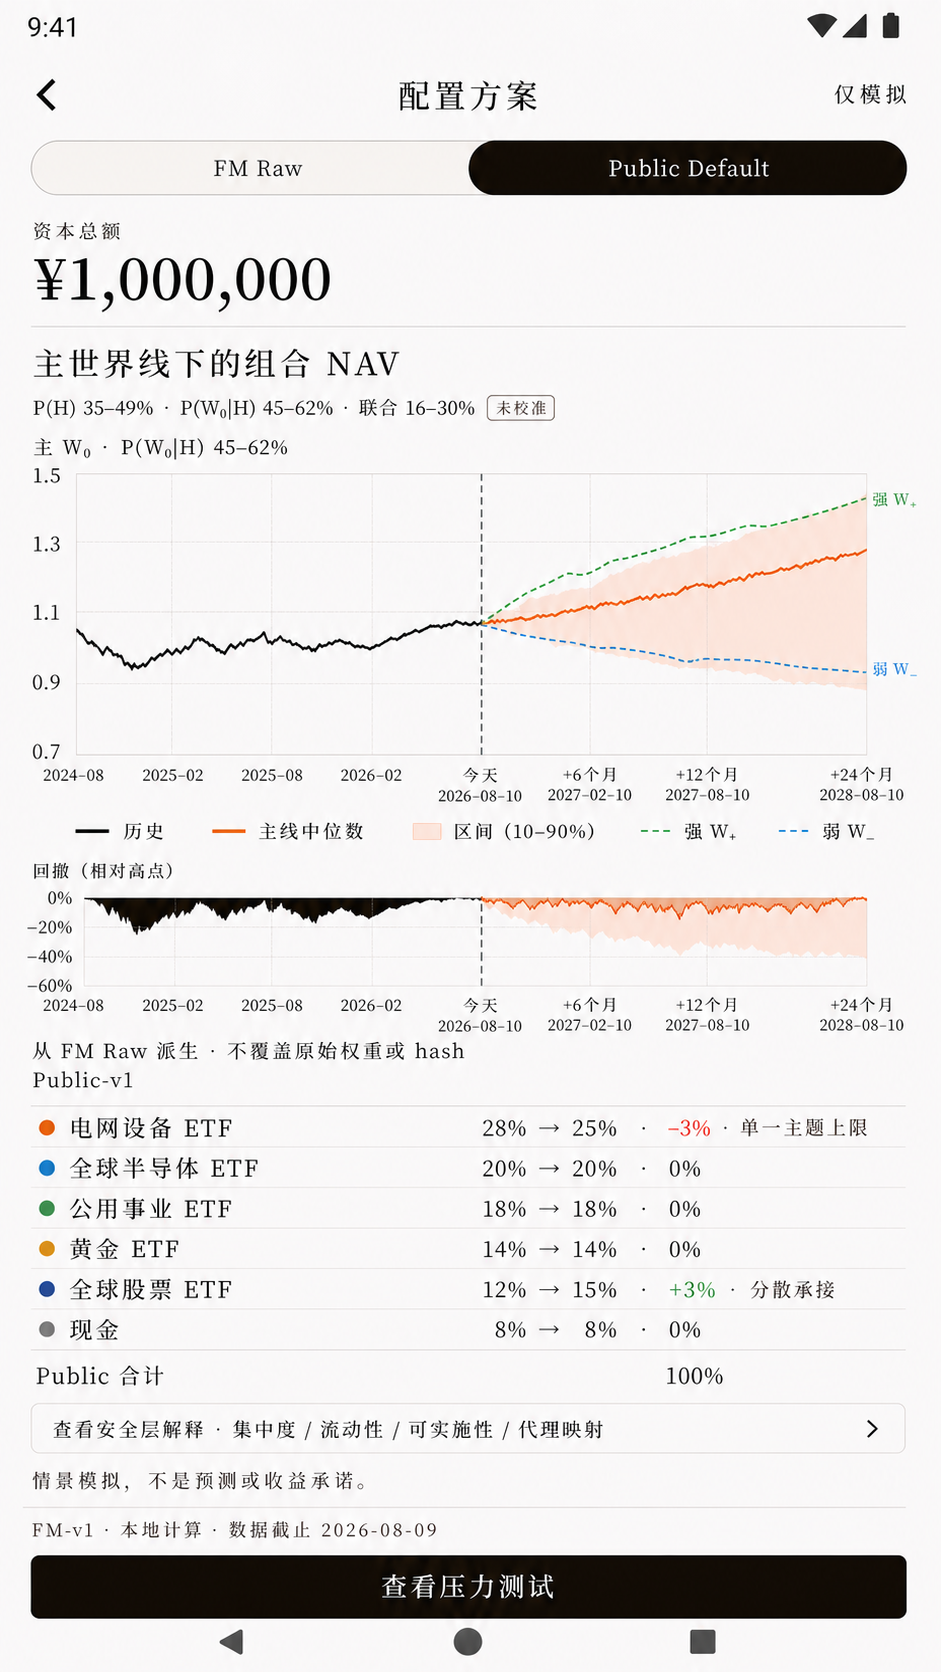 9:41
配置方案
仅模拟
FM Raw
Public Default
资本总额
¥1,000,000
主世界线下的组合 NAV
P(H) 35–49% · P(W₀|H) 45–62% · 联合 16–30% 未校准
主 W₀ · P(W₀|H) 45–62%
1.5
1.3
1.1
0.9
0.7
强 W₊
弱 W₋
2024–08 2025–02 2025–08 2026–02 今天 +6个月 +12个月 +24个月
2026–08–10 2027–02–10 2027–08–10 2028–08–10
历史 主线中位数 区间 (10–90%) 强 W₊ 弱 W₋
回撤（相对高点）
0%
–20%
–40%
–60%
2024–08 2025–02 2025–08 2026–02 今天 +6个月 +12个月 +24个月
2026–08–10 2027–02–10 2027–08–10 2028–08–10
从 FM Raw 派生 · 不覆盖原始权重或 hash
Public-v1
电网设备 ETF 28% → 25% · –3% · 单一主题上限
全球半导体 ETF 20% → 20% · 0%
公用事业 ETF 18% → 18% · 0%
黄金 ETF 14% → 14% · 0%
全球股票 ETF 12% → 15% · +3% · 分散承接
现金 8% → 8% · 0%
Public 合计 100%
查看安全层解释 · 集中度 / 流动性 / 可实施性 / 代理映射
情景模拟，不是预测或收益承诺。
FM-v1 · 本地计算 · 数据截止 2026-08-09
查看压力测试